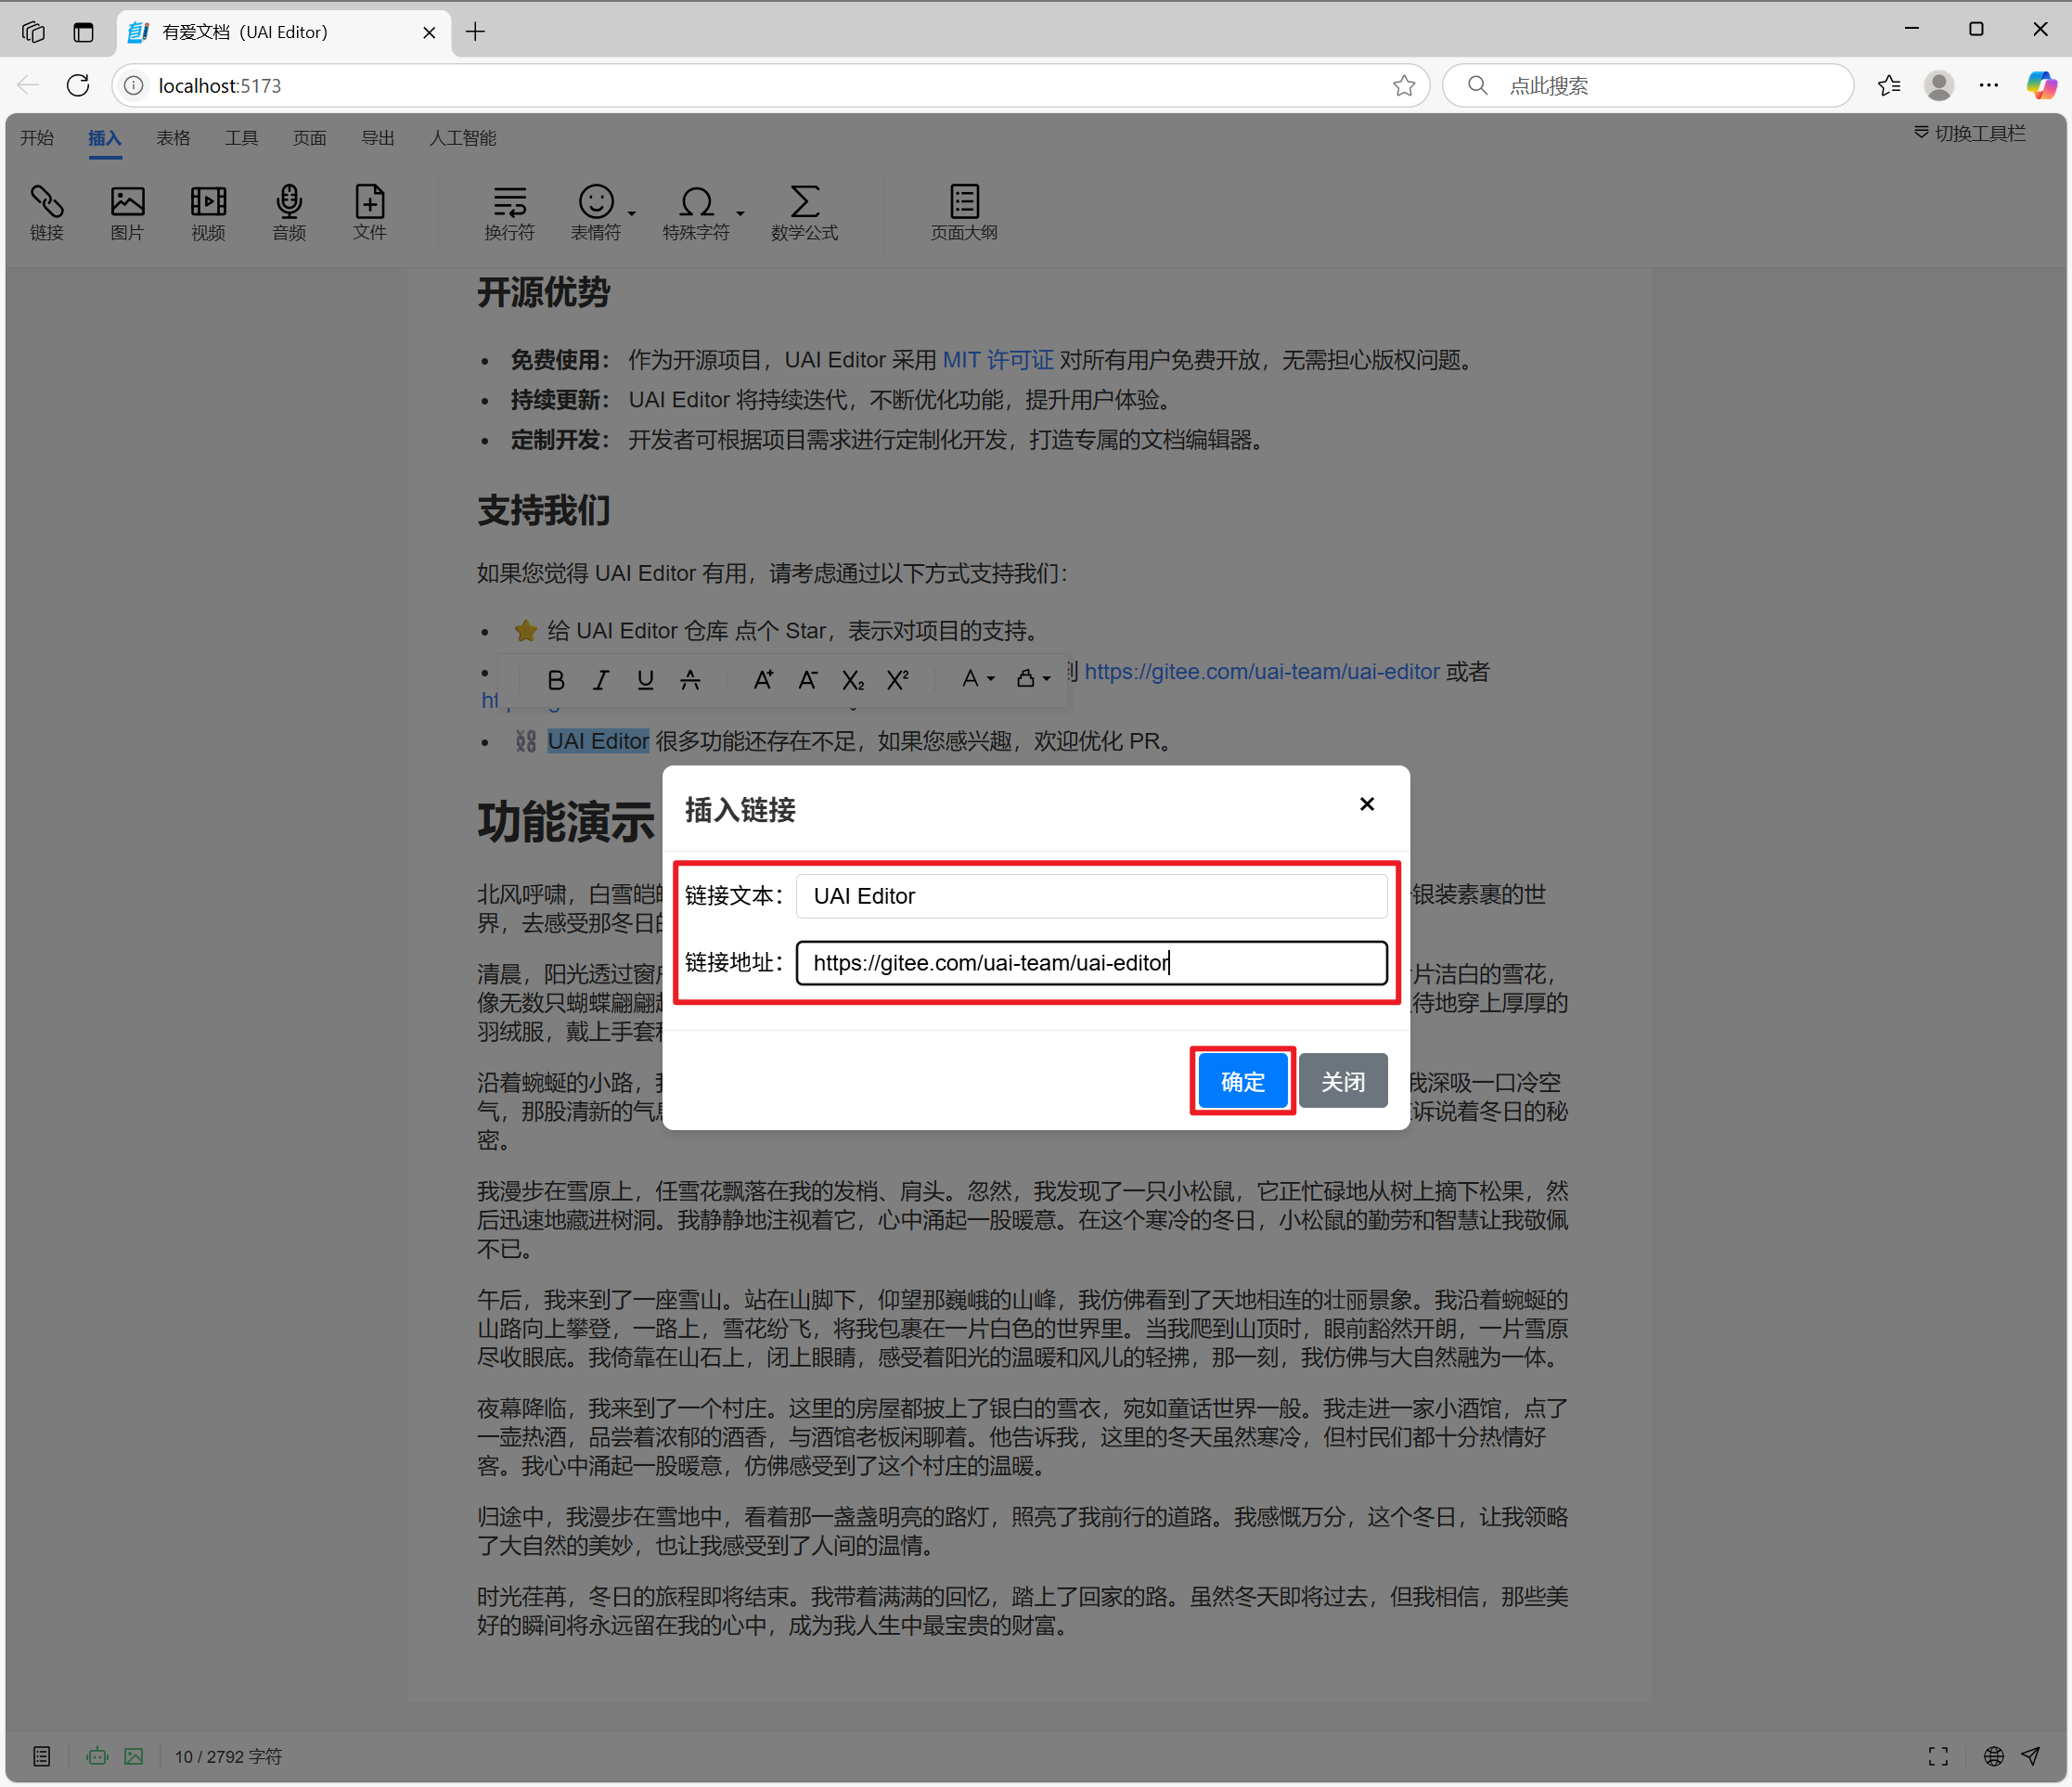 有爱文档（UAI Editor）
localhost:5173
点此搜索
开始 插入 表格 工具 页面 导出 人工智能
切换工具栏
链接 图片 视频 音频 文件 换行符 表情符 特殊字符 数学公式 页面大纲
开源优势
• 免费使用： 作为开源项目，UAI Editor 采用 MIT 许可证 对所有用户免费开放，无需担心版权问题。
• 持续更新： UAI Editor 将持续迭代，不断优化功能，提升用户体验。
• 定制开发： 开发者可根据项目需求进行定制化开发，打造专属的文档编辑器。
支持我们
如果您觉得 UAI Editor 有用，请考虑通过以下方式支持我们：
• ⭐ 给 UAI Editor 仓库 点个 Star，表示对项目的支持。
B I U A A+ A- X₂ X² A
https://gitee.com/uai-team/uai-editor 或者
• ⛓ UAI Editor 很多功能还存在不足，如果您感兴趣，欢迎优化 PR。
功能演示
插入链接
链接文本： UAI Editor
链接地址： https://gitee.com/uai-team/uai-editor
确定 关闭
北风呼啸，白雪皑 银装素裹的世
界，去感受那冬日
清晨，阳光透过窗 片洁白的雪花，
像无数只蝴蝶翩翩 待地穿上厚厚的
羽绒服，戴上手套
沿着蜿蜒的小路， 我深吸一口冷空
气，那股清新的气 诉说着冬日的秘
密。
我漫步在雪原上，任雪花飘落在我的发梢、肩头。忽然，我发现了一只小松鼠，它正忙碌地从树上摘下松果，然
后迅速地藏进树洞。我静静地注视着它，心中涌起一股暖意。在这个寒冷的冬日，小松鼠的勤劳和智慧让我敬佩
不已。
午后，我来到了一座雪山。站在山脚下，仰望那巍峨的山峰，我仿佛看到了天地相连的壮丽景象。我沿着蜿蜒的
山路向上攀登，一路上，雪花纷飞，将我包裹在一片白色的世界里。当我爬到山顶时，眼前豁然开朗，一片雪原
尽收眼底。我倚靠在山石上，闭上眼睛，感受着阳光的温暖和风儿的轻拂，那一刻，我仿佛与大自然融为一体。
夜幕降临，我来到了一个村庄。这里的房屋都披上了银白的雪衣，宛如童话世界一般。我走进一家小酒馆，点了
一壶热酒，品尝着浓郁的酒香，与酒馆老板闲聊着。他告诉我，这里的冬天虽然寒冷，但村民们都十分热情好
客。我心中涌起一股暖意，仿佛感受到了这个村庄的温暖。
归途中，我漫步在雪地中，看着那一盏盏明亮的路灯，照亮了我前行的道路。我感慨万分，这个冬日，让我领略
了大自然的美妙，也让我感受到了人间的温情。
时光荏苒，冬日的旅程即将结束。我带着满满的回忆，踏上了回家的路。虽然冬天即将过去，但我相信，那些美
好的瞬间将永远留在我的心中，成为我人生中最宝贵的财富。
10 / 2792 字符